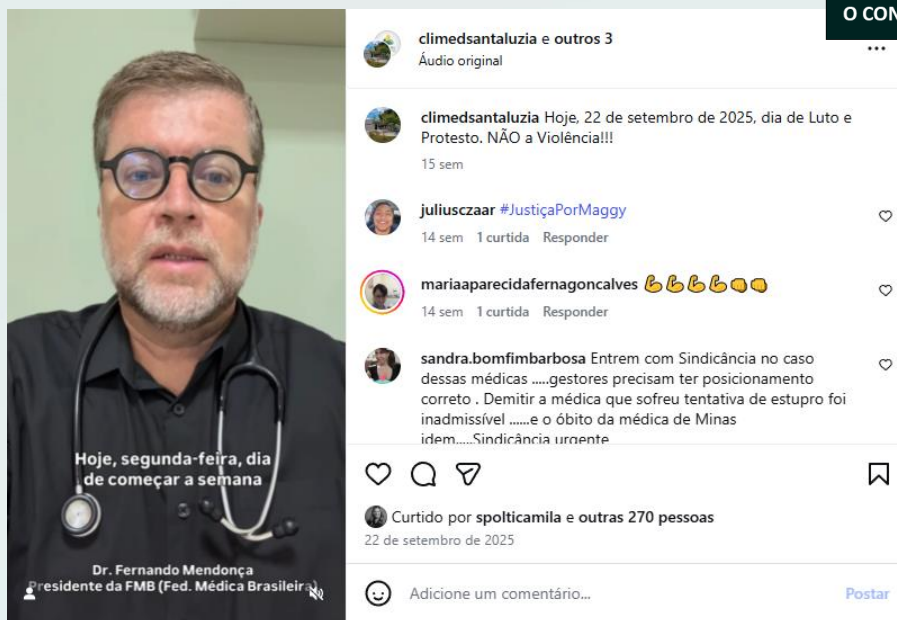 O CON
climedsantaluzia e outros 3
Áudio original
climedsantaluzia Hoje, 22 de setembro de 2025, dia de Luto e
Protesto. NÃO a Violência!!!
15 sem
juliusczaar #JustiçaPorMaggy
14 sem 1 curtida Responder
mariaaparecidafernagoncalves 💪💪💪💪👊👊
14 sem 1 curtida Responder
sandra.bomfimbarbosa Entrem com Sindicância no caso
dessas médicas .....gestores precisam ter posicionamento
correto . Demitir a médica que sofreu tentativa de estupro foi
inadmissível ......e o óbito da médica de Minas
idem....Sindicância urgente
Hoje, segunda-feira, dia
de começar a semana
Dr. Fernando Mendonça
Presidente da FMB (Fed. Médica Brasileira)
Curtido por spolticamila e outras 270 pessoas
22 de setembro de 2025
Adicione um comentário...
Postar